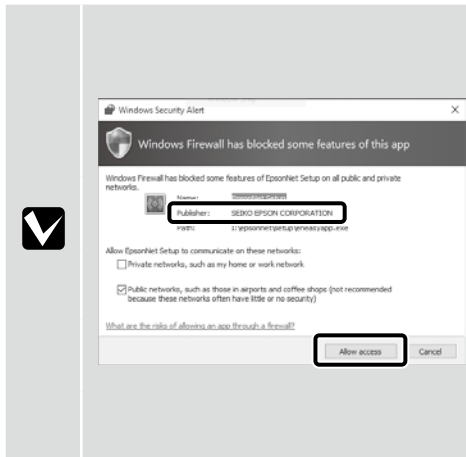 Windows Security Alert
Windows Firewall has blocked some features of this app
Windows Firewall has blocked some features of EpsonNet Setup on all public and private
networks.
Name:
Publisher: SEIKO EPSON CORPORATION
Path: I:\epsonnet\setup\eneasyapp.exe
Allow EpsonNet Setup to communicate on these networks:
Private networks, such as my home or work network
Public networks, such as those in airports and coffee shops (not recommended
because these networks often have little or no security)
What are the risks of allowing an app through a firewall?
Allow access Cancel